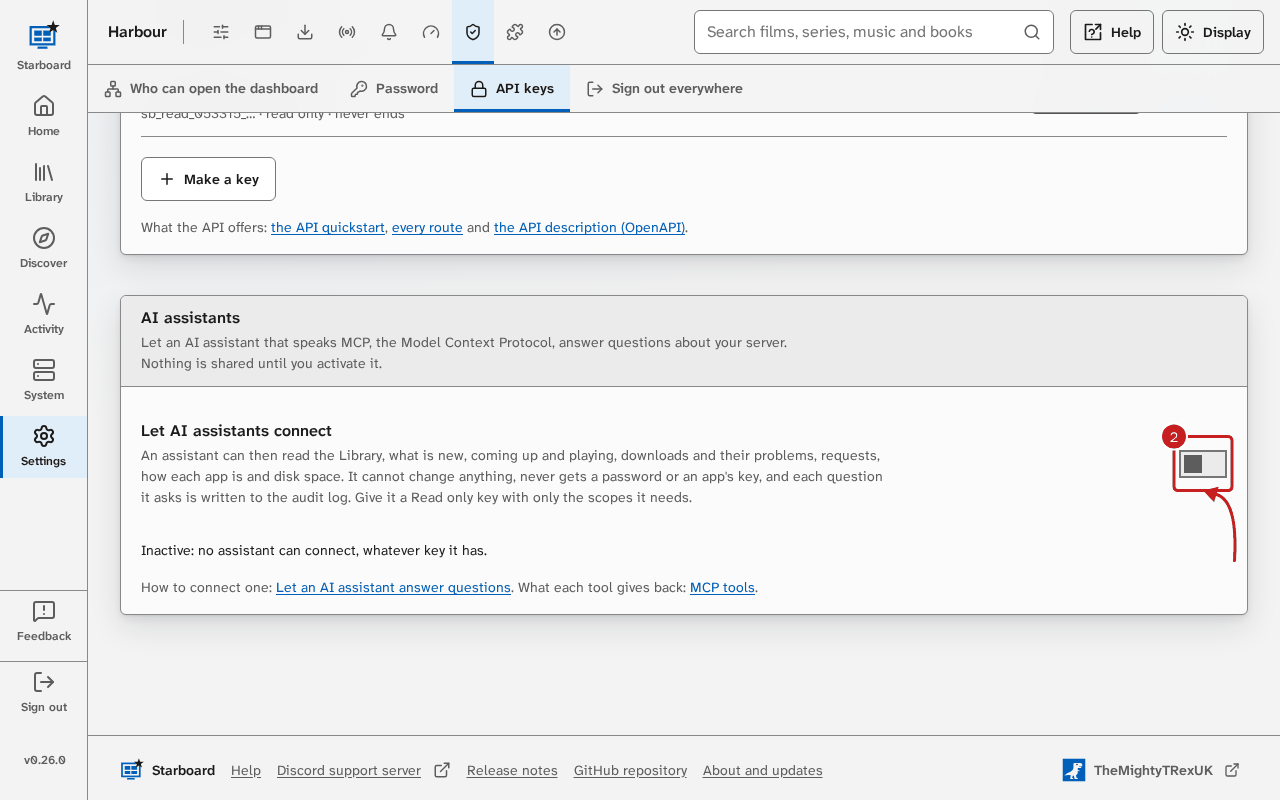 Starboard
Home
Library
Discover
Activity
System
Settings
Feedback
Sign out
v0.26.0
Harbour
Search films, series, music and books
Help
Display
Who can open the dashboard
Password
API keys
Sign out everywhere
sb_read_053315_… · read only · never ends
Make a key
What the API offers: the API quickstart, every route and the API description (OpenAPI).
AI assistants
Let an AI assistant that speaks MCP, the Model Context Protocol, answer questions about your server.
Nothing is shared until you activate it.
Let AI assistants connect
An assistant can then read the Library, what is new, coming up and playing, downloads and their problems, requests,
how each app is and disk space. It cannot change anything, never gets a password or an app's key, and each question
it asks is written to the audit log. Give it a Read only key with only the scopes it needs.
2
Inactive: no assistant can connect, whatever key it has.
How to connect one: Let an AI assistant answer questions. What each tool gives back: MCP tools.
Starboard
Help
Discord support server
Release notes
GitHub repository
About and updates
TheMightyTRexUK